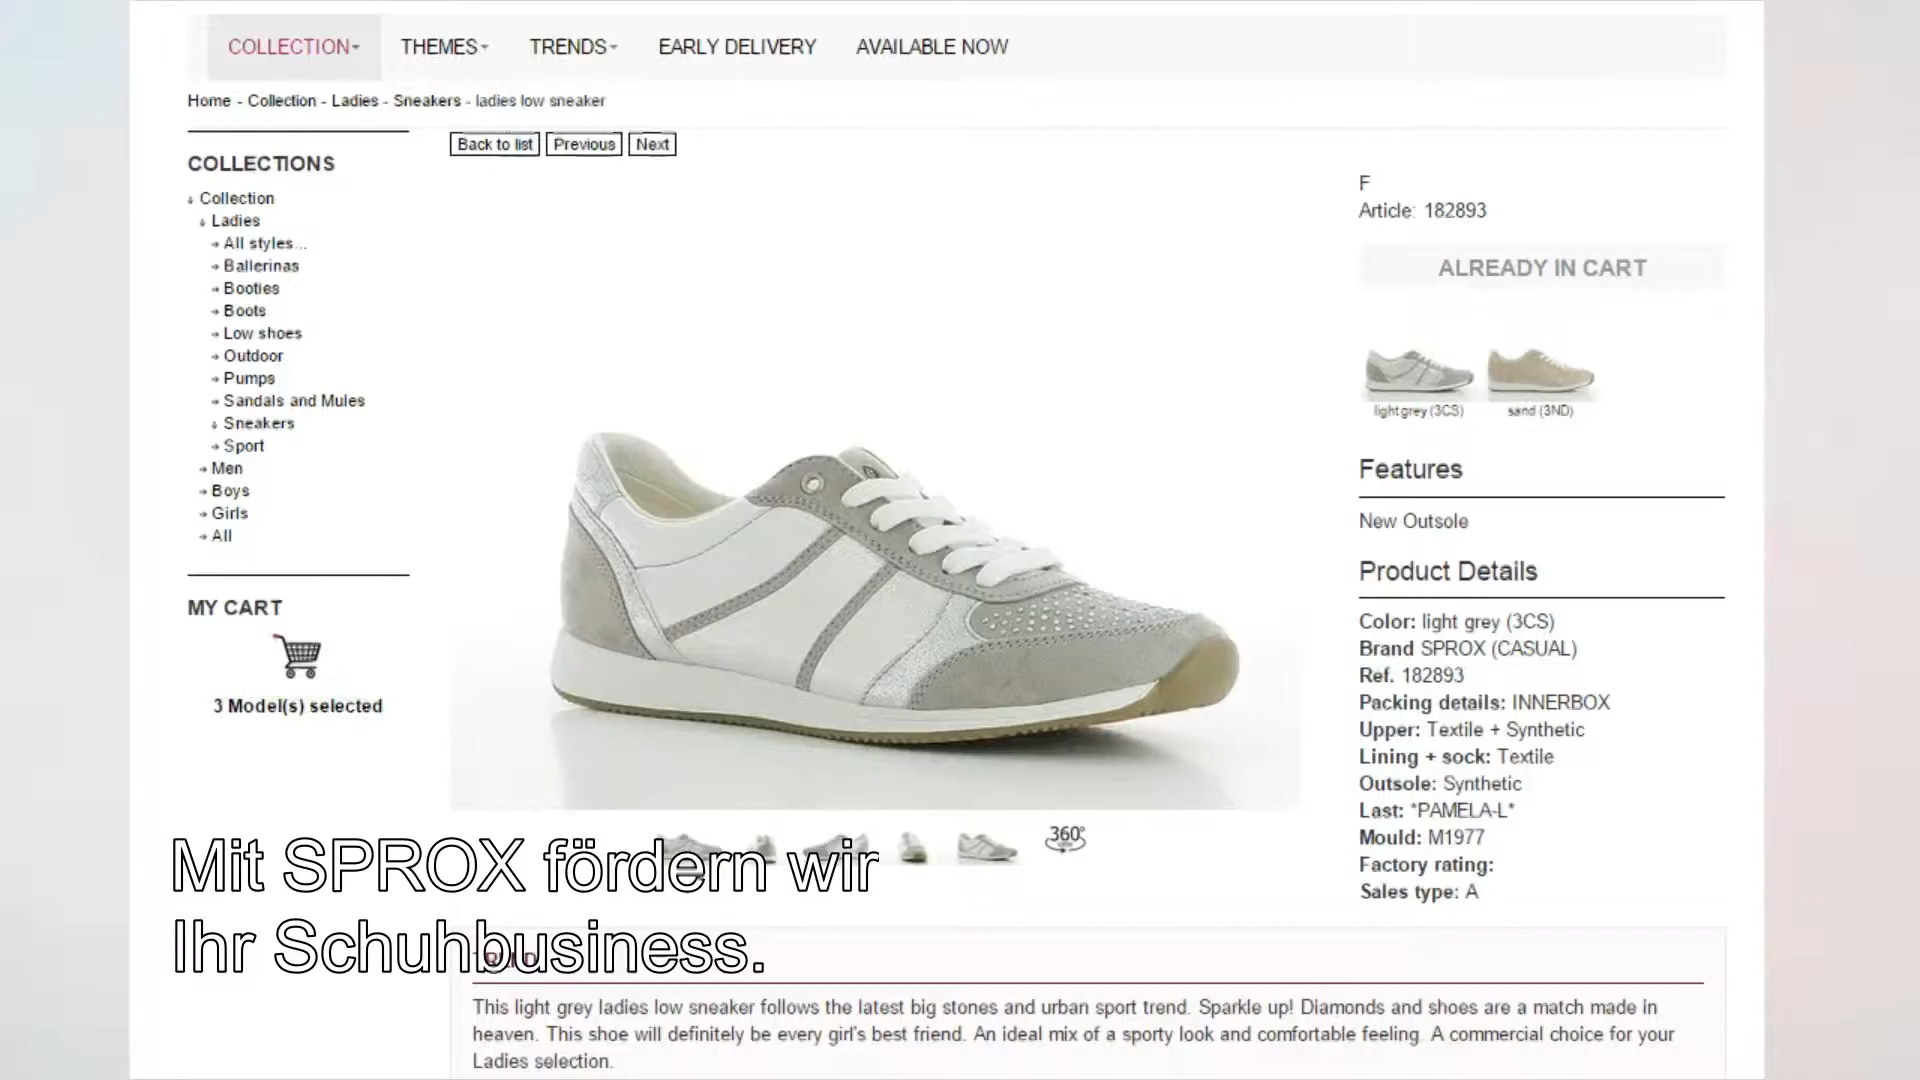 COLLECTION
THEMES
TRENDS
EARLY DELIVERY
AVAILABLE NOW
Home - Collection - Ladies - Sneakers - ladies low sneaker
COLLECTIONS
Collection
Ladies
All styles...
Ballerinas
Booties
Boots
Low shoes
Outdoor
Pumps
Sandals and Mules
Sneakers
Sport
Men
Boys
Girls
All
MY CART
3 Model(s) selected
Back to list
Previous
Next
360°
F
Article: 182893
ALREADY IN CART
light grey (3CS)
sand (3ND)
Features
New Outsole
Product Details
Color: light grey (3CS)
Brand SPROX (CASUAL)
Ref. 182893
Packing details: INNERBOX
Upper: Textile + Synthetic
Lining + sock: Textile
Outsole: Synthetic
Last: *PAMELA-L*
Mould: M1977
Factory rating:
Sales type: A
Mit SPROX fördern wir
Ihr Schuhbusiness.
This light grey ladies low sneaker follows the latest big stones and urban sport trend. Sparkle up! Diamonds and shoes are a match made in
heaven. This shoe will definitely be every girl's best friend. An ideal mix of a sporty look and comfortable feeling. A commercial choice for your
Ladies selection.